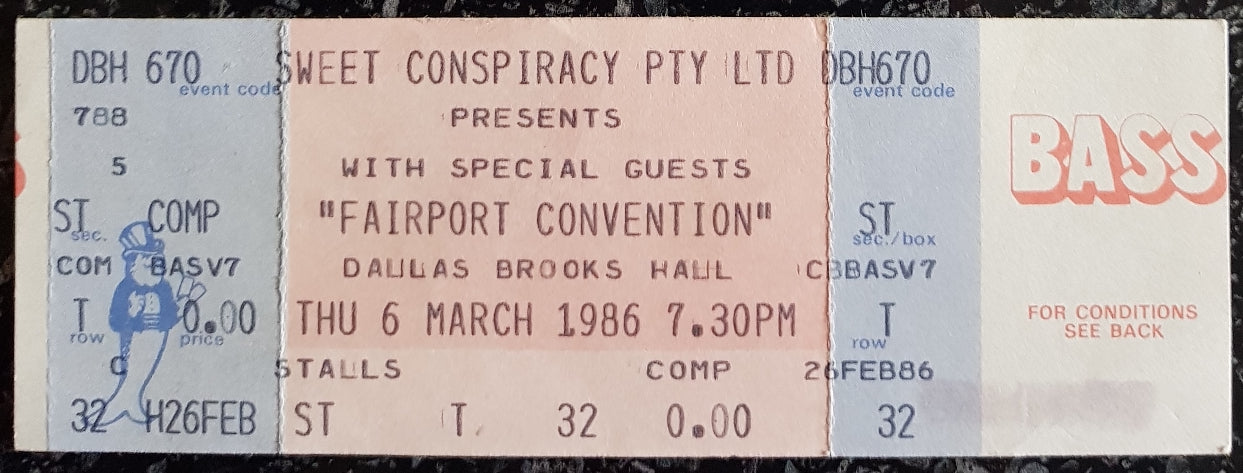 DBH 670
event code
788
5
ST COMP
sec.
COM BASV7
T 0.00
row price
C
32 H26FEB
SWEET CONSPIRACY PTY LTD
PRESENTS
WITH SPECIAL GUESTS
"FAIRPORT CONVENTION"
DALLAS BROOKS HALL
THU 6 MARCH 1986 7.30PM
STALLS COMP
ST T 32 0.00
DBH670
event code
ST
sec./box
CBBASV7
T
row
26FEB86
32
BASS
FOR CONDITIONS
SEE BACK